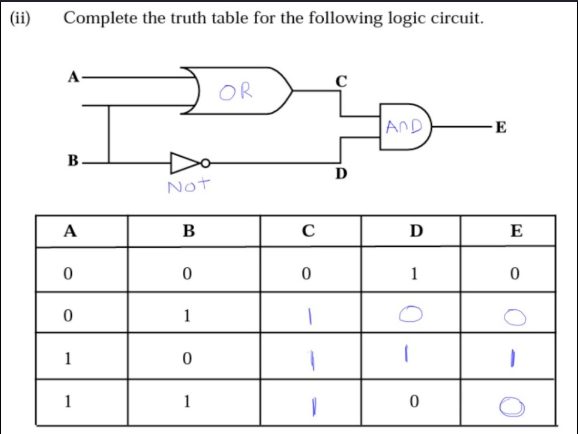 (ii) Complete the truth table for the following logic circuit.
A
OR
C
AND
E
B
NOT
D
A B C D E
0 0 0 1 0
0 1 1 0 0
1 0 1 1 1
1 1 1 0 0